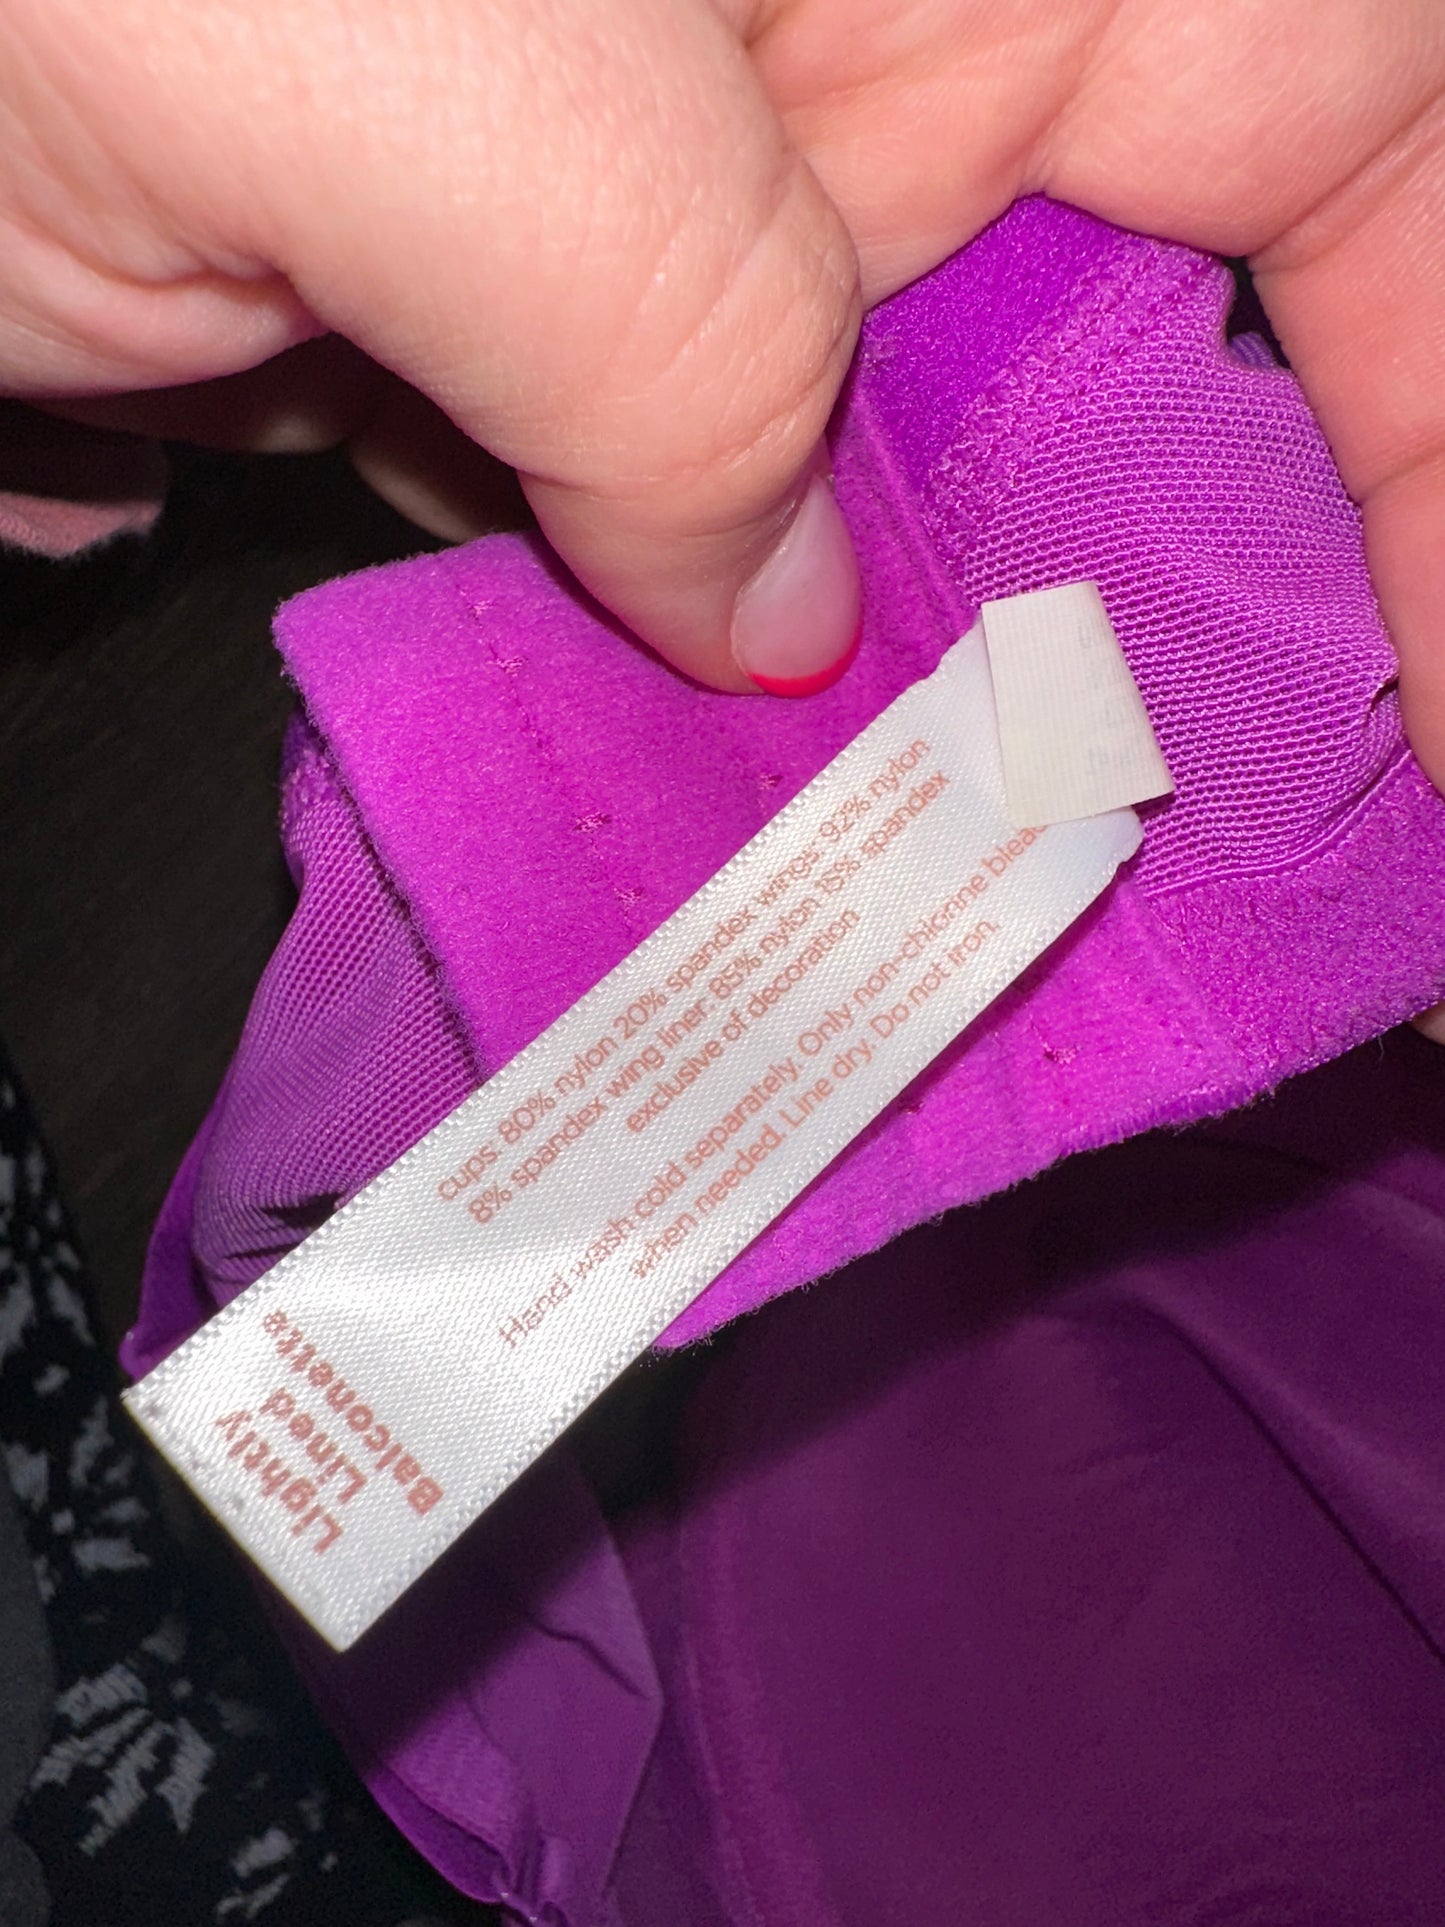 cups: 80% nylon 20% spandex wings: 92% nylon
8% spandex wing liner: 85% nylon 15% spandex
exclusive of decoration
Hand wash cold separately. Only non-chlorine
when needed. Line dry. Do not iron.
Lightly
Lined
Balconette